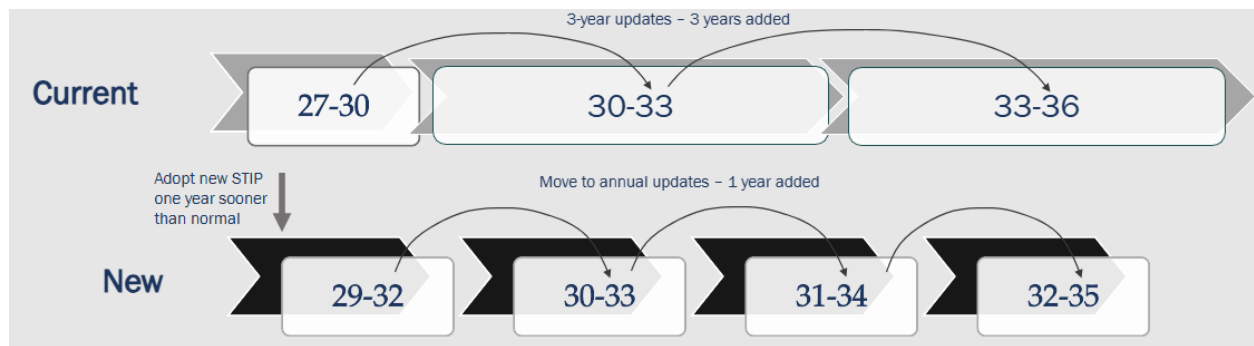 3-year updates – 3 years added
Current
27-30
30-33
33-36
Adopt new STIP
one year sooner
than normal
Move to annual updates – 1 year added
New
29-32
30-33
31-34
32-35